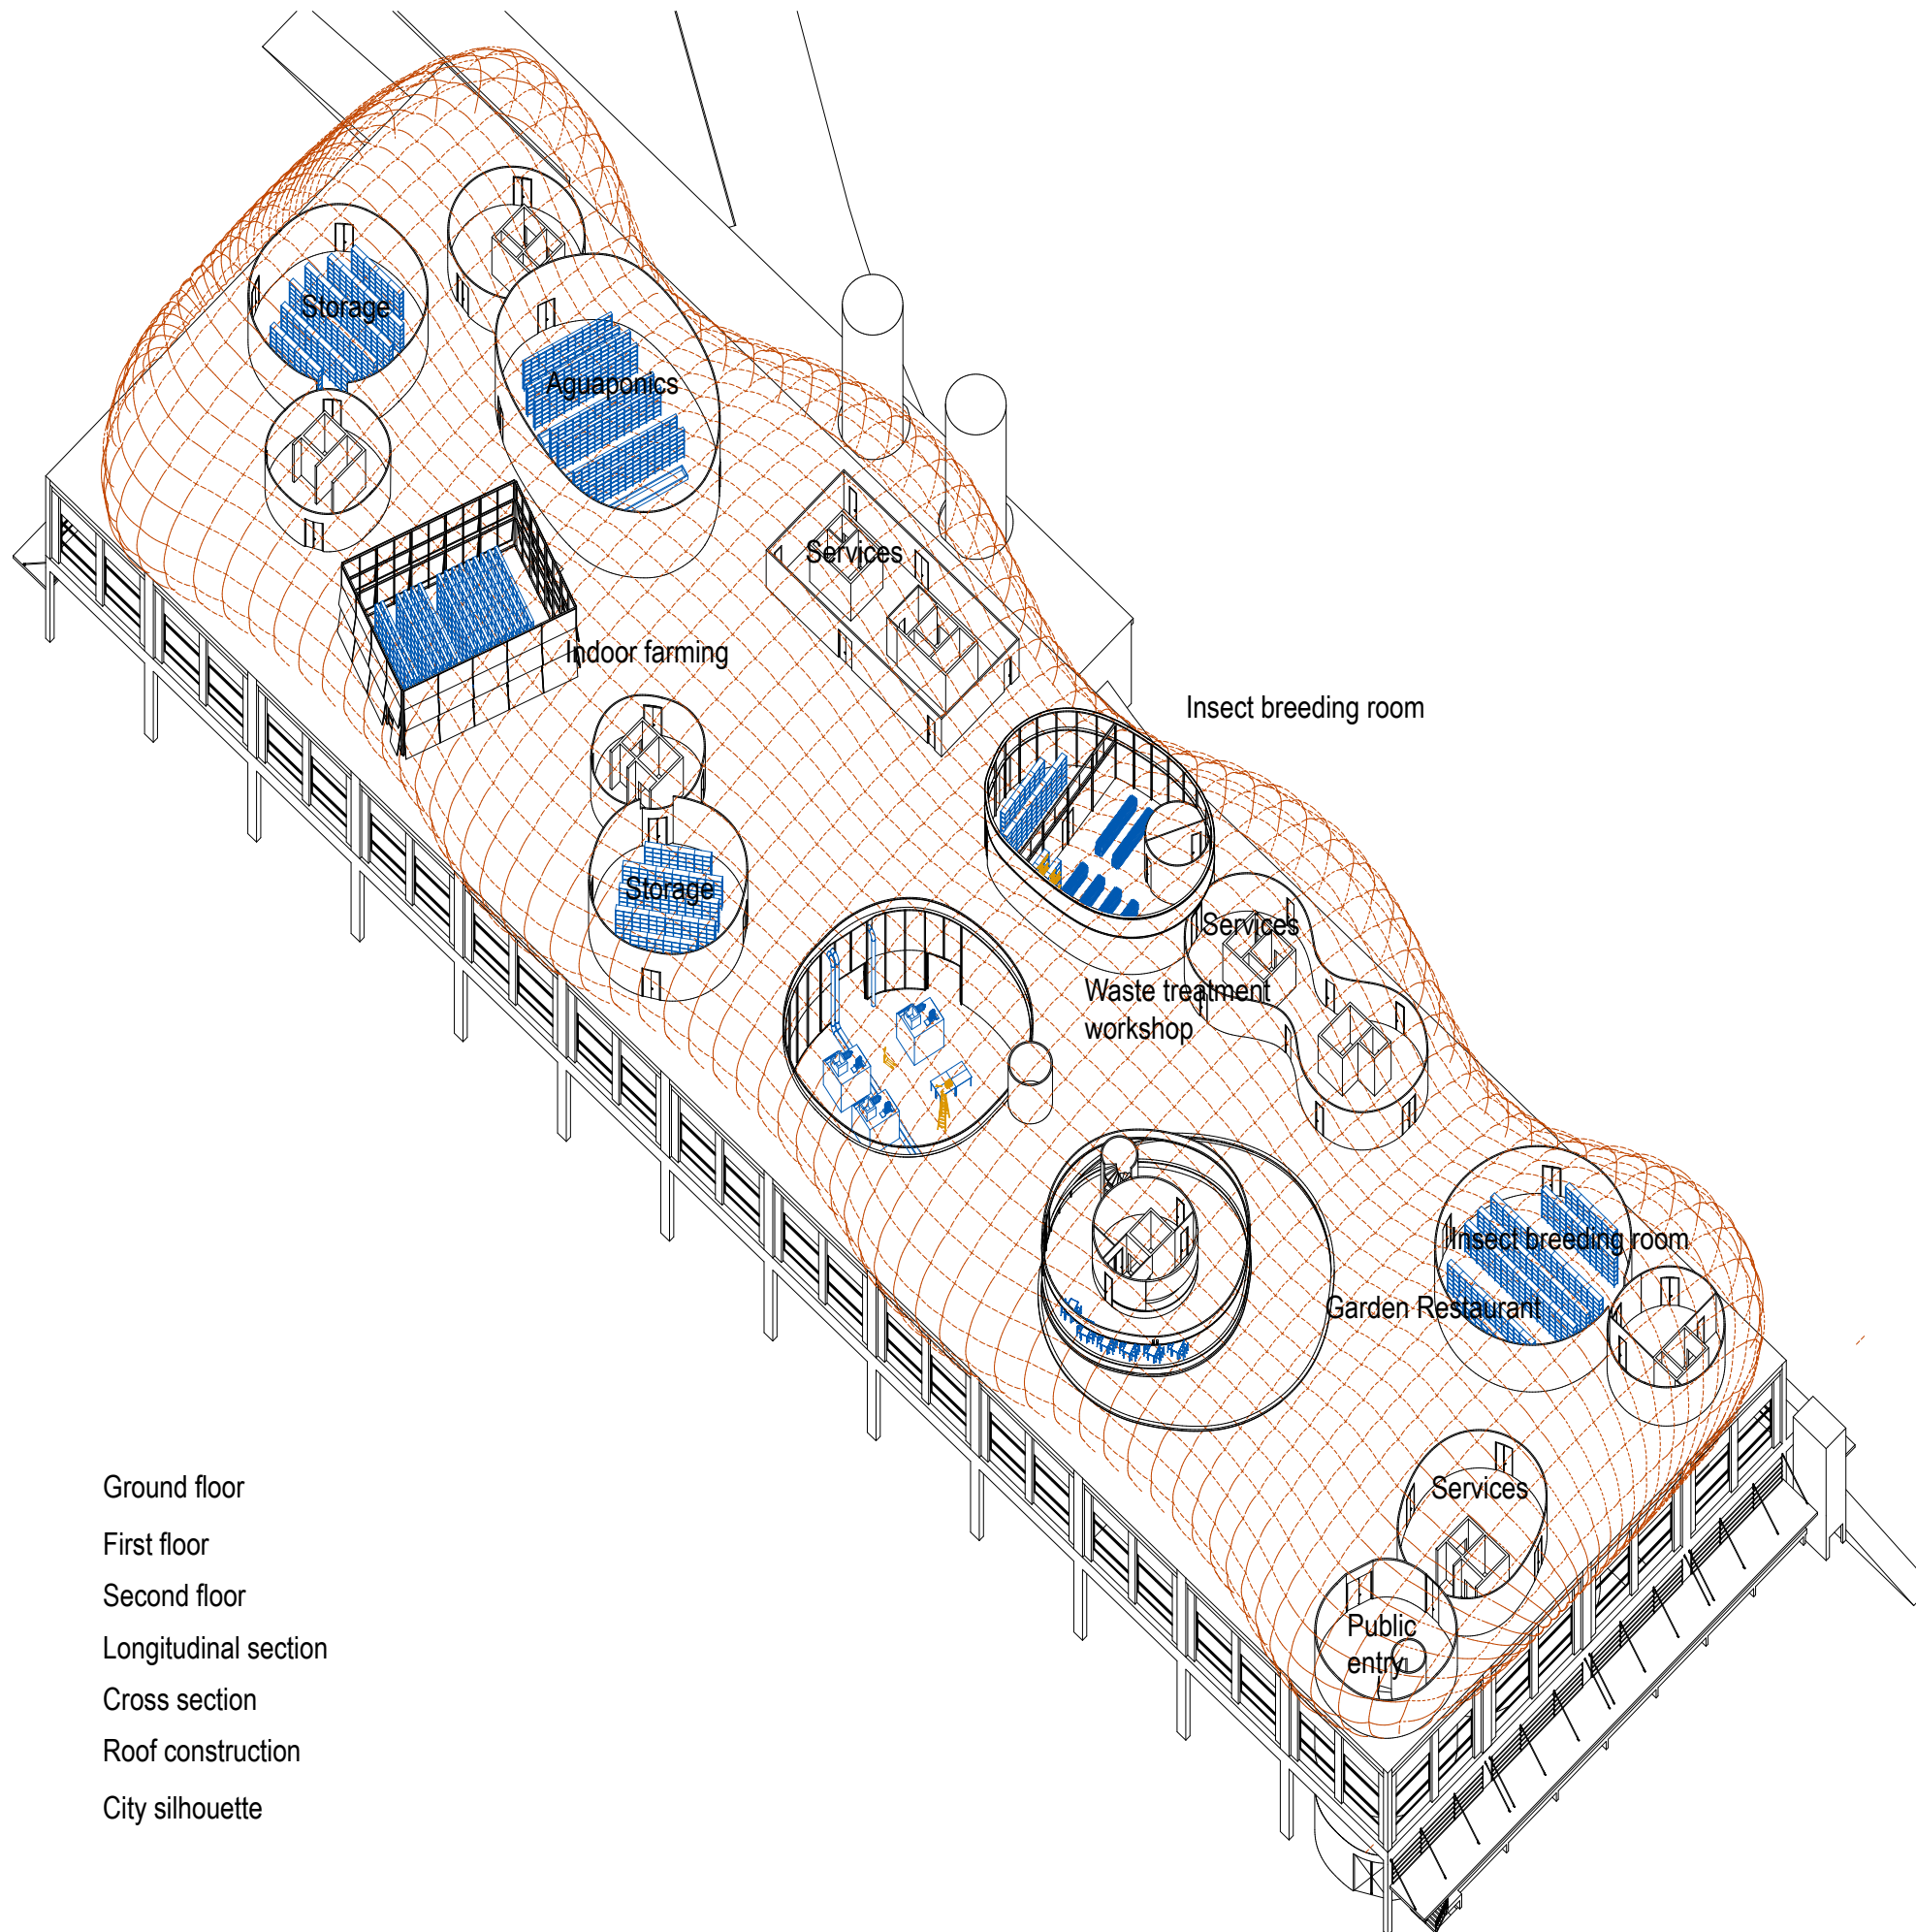 Storage
Aguaponics
Services
Indoor farming
Insect breeding room
Storage
Services
Waste treatment
workshop
Insect breeding room
Garden Restaurant
Services
Public
entry
Ground floor
First floor
Second floor
Longitudinal section
Cross section
Roof construction
City silhouette